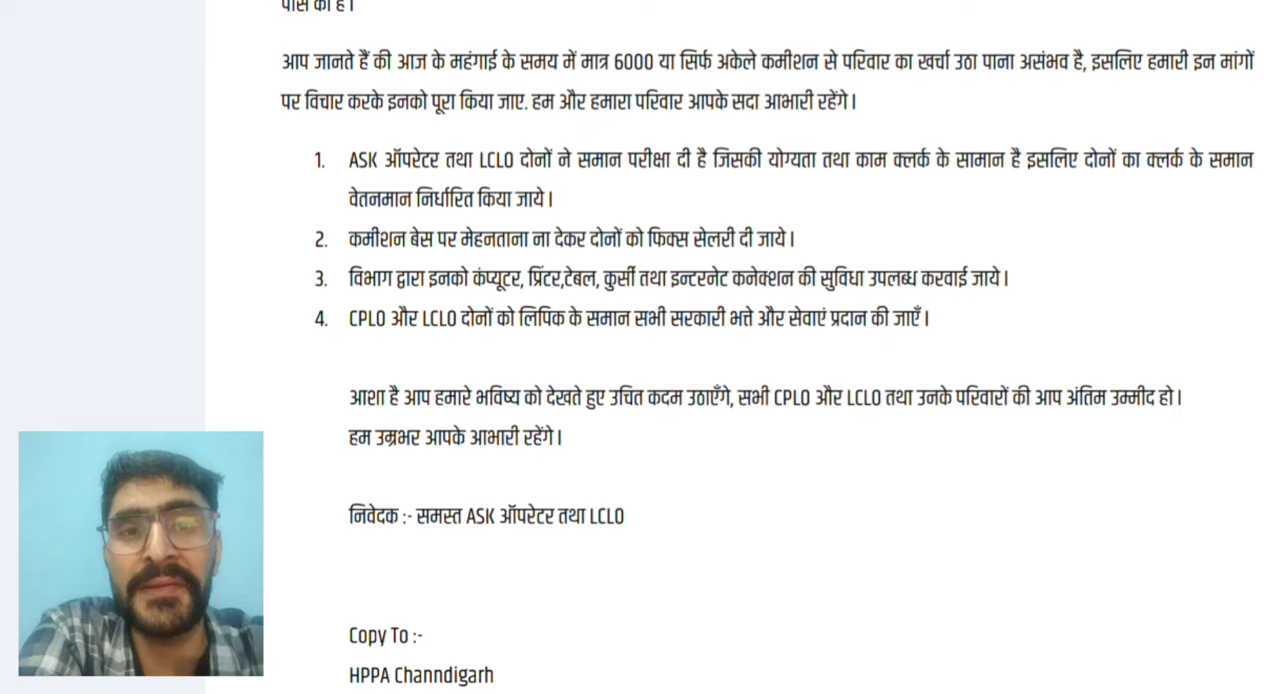 पास की है।
आप जानते हैं की आज के महंगाई के समय में मात्र 6000 या सिर्फ अकेले कमीशन से परिवार का खर्चा उठा पाना असंभव है, इसलिए हमारी इन मांगों
पर विचार करके इनको पूरा किया जाए. हम और हमारा परिवार आपके सदा आभारी रहेंगे।
1. ASK ऑपरेटर तथा LCLO दोनों ने समान परीक्षा दी है जिसकी योग्यता तथा काम क्लर्क के सामान है इसलिए दोनों का क्लर्क के समान
वेतनमान निर्धारित किया जाये।
2. कमीशन बेस पर मेहनताना ना देकर दोनों को फिक्स सेलरी दी जाये।
3. विभाग द्वारा इनको कंप्यूटर, प्रिंटर,टेबल, कुर्सी तथा इन्टरनेट कनेक्शन की सुविधा उपलब्ध करवाई जाये।
4. CPLO और LCLO दोनों को लिपिक के समान सभी सरकारी भत्ते और सेवाएं प्रदान की जाएँ।
आशा है आप हमारे भविष्य को देखते हुए उचित कदम उठाएँगे, सभी CPLO और LCLO तथा उनके परिवारों की आप अंतिम उम्मीद हो।
हम उम्रभर आपके आभारी रहेंगे।
निवेदक :- समस्त ASK ऑपरेटर तथा LCLO
Copy To :-
HPPA Channdigarh